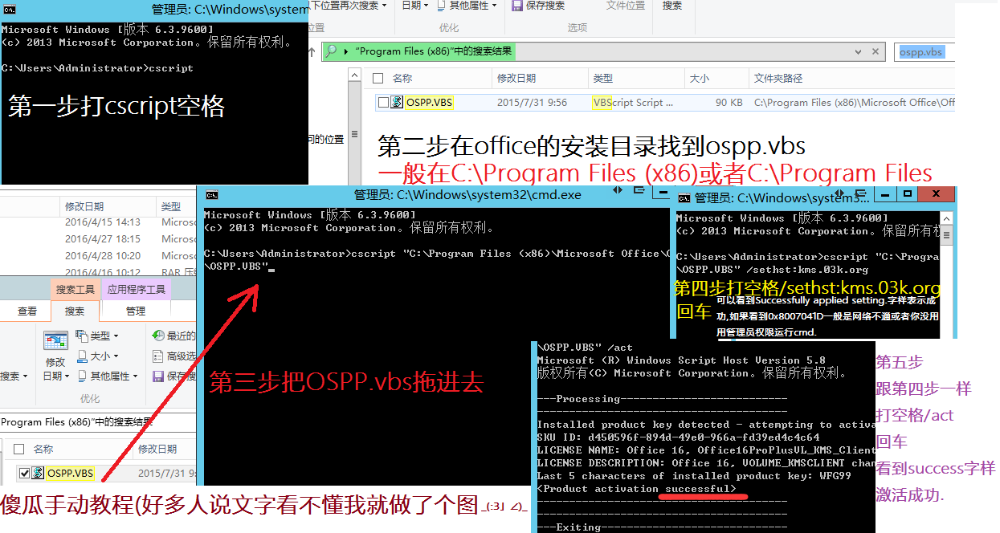 管理员: C:\Windows\system
Microsoft Windows [版本 6.3.9600]
(c) 2013 Microsoft Corporation。保留所有权利。
C:\Users\Administrator>cscript
第一步打cscript空格
下位置再次搜索
日期
其他属性
保存搜索
文件位置
搜索
位置
优化
选项
“Program Files (x86)”中的搜索结果
ospp.vbs
名称
修改日期
类型
大小
文件夹路径
OSPP.VBS
2015/7/31 9:56
VBScript Script ...
90 KB
C:\Program Files (x86)\Microsoft Office\Off
问的位置
第二步在office的安装目录找到ospp.vbs
一般在C:\Program Files (x86)或者C:\Program Files
修改日期
类型
2016/4/15 14:13
Microsc
2016/4/27 18:15
Microsc
2016/4/28 10:20
Microsc
2016/4/16 10:12
RAR 压缩
搜索工具
应用程序工具
查看
搜索
管理
类型
最近的
修改
日期
大小
高级选
搜索
其他属性
保存搜
优化
Program Files (x86)”中的搜索结果
名称
修改日期
OSPP.VBS
2015/7/31 9:
管理员: C:\Windows\system32\cmd.exe
Microsoft Windows [版本 6.3.9600]
(c) 2013 Microsoft Corporation。保留所有权利。
C:\Users\Administrator>cscript "C:\Program Files (x86)\Microsoft Office\O
\OSPP.VBS"
第三步把OSPP.vbs拖进去
管理员: C:\Windows\system3...
Microsoft Windows [版本 6.3.9600]
(c) 2013 Microsoft Corporation。保留所有权
C:\Users\Administrator>cscript "C:\Progra
\OSPP.VBS" /sethst:kms.03k.org
第四步打空格/sethst:kms.03k.org
回车
可以看到Successfully applied setting.字样表示成
功,如果看到0x8007041D一般是网络不通或者你没用
用管理员权限运行cmd.
\OSPP.VBS" /act
Microsoft (R) Windows Script Host Version 5.8
版权所有(C) Microsoft Corporation。保留所有权利。
---Processing--------------------------
---------------------------------------
Installed product key detected - attempting to activa
SKU ID: d450596f-894d-49e0-966a-fd39ed4c4c64
LICENSE NAME: Office 16, Office16ProPlusVL_KMS_Client
LICENSE DESCRIPTION: Office 16, VOLUME_KMSCLIENT chan
Last 5 characters of installed product key: WFG99
<Product activation successful>
---------------------------------------
---------------------------------------
---Exiting-----------------------------
第五步
跟第四步一样
打空格/act
回车
看到success字样
激活成功.
傻瓜手动教程(好多人说文字看不懂我就做了个图_(:3」∠)_